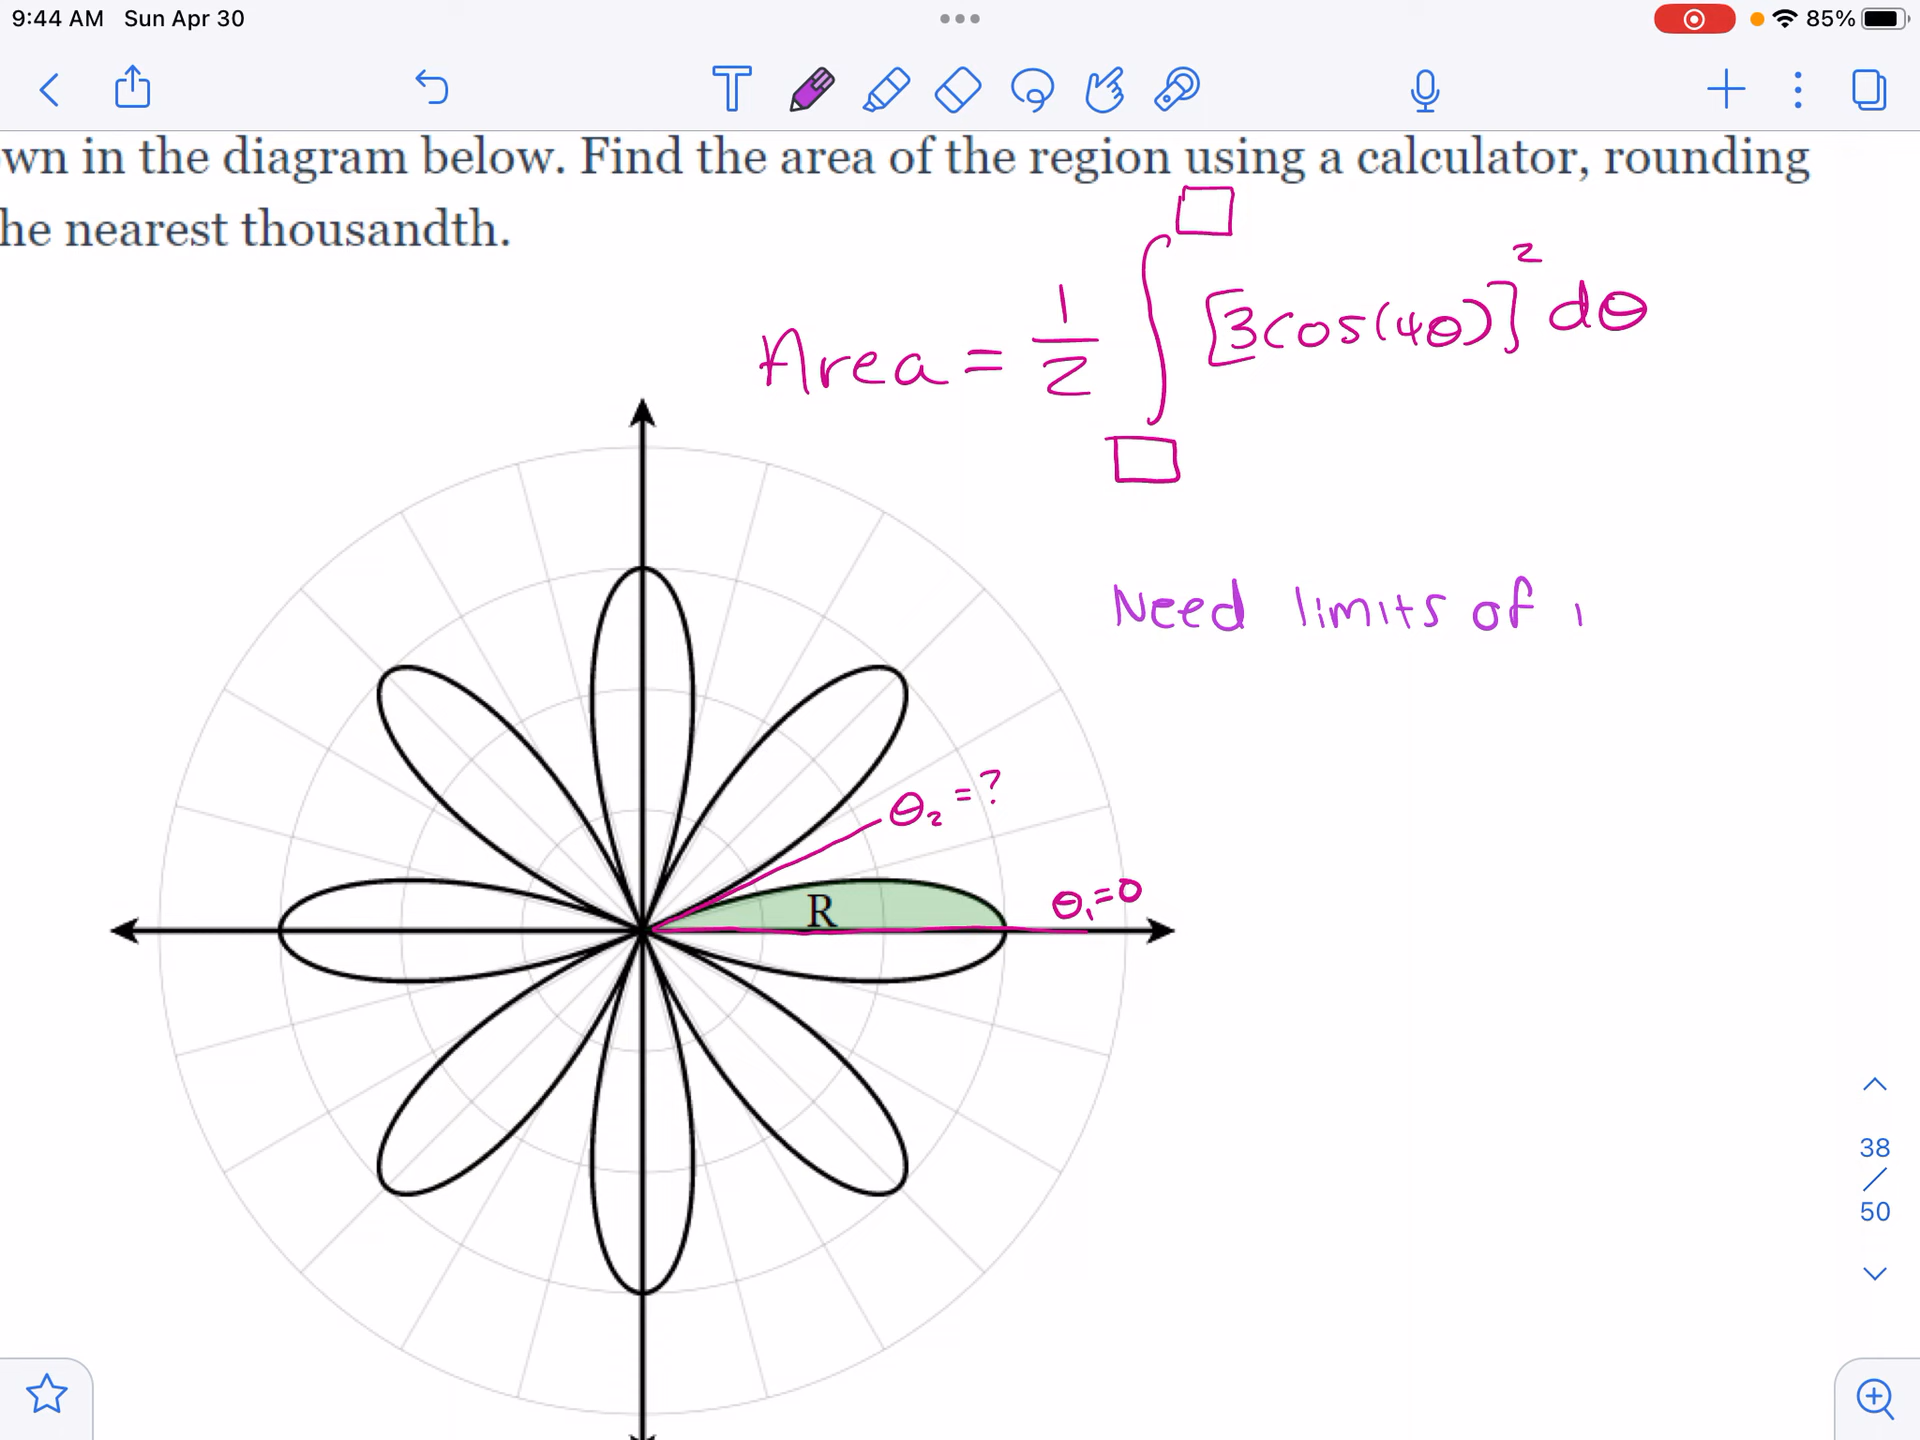 9:44 AM Sun Apr 30
85%
wn in the diagram below. Find the area of the region using a calculator, rounding
he nearest thousandth.
Area = 1/2 ∫ [3cos(4θ)]² dθ
Need limits of i
θ₂ = ?
θ₁ = 0
R
38
/
50